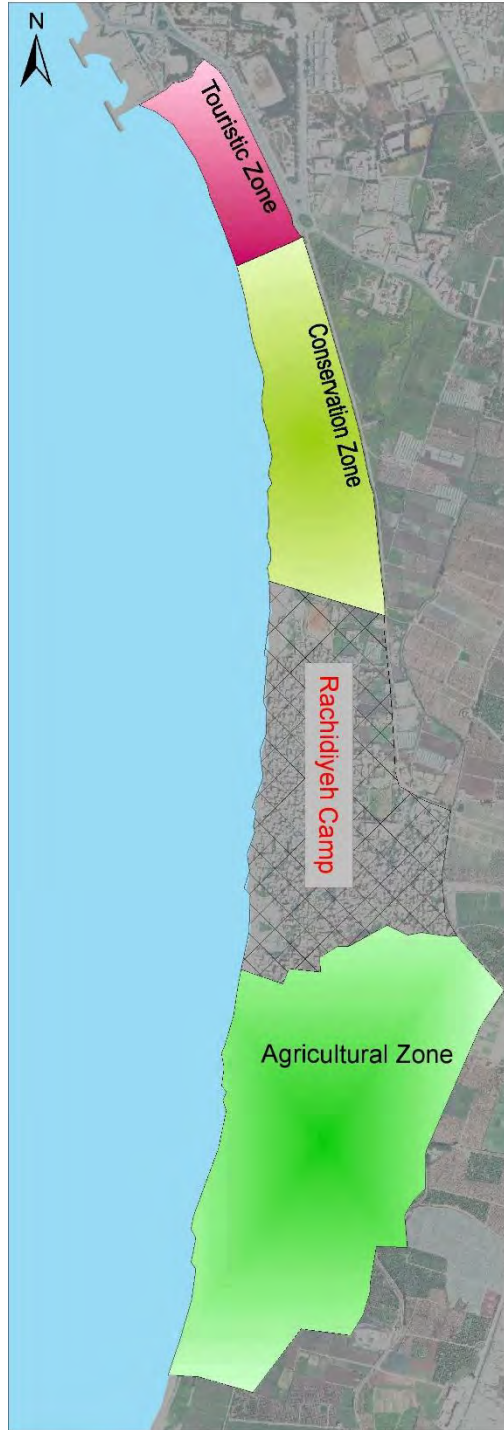 N
Touristic Zone
Conservation Zone
Rachidiyeh Camp
Agricultural Zone